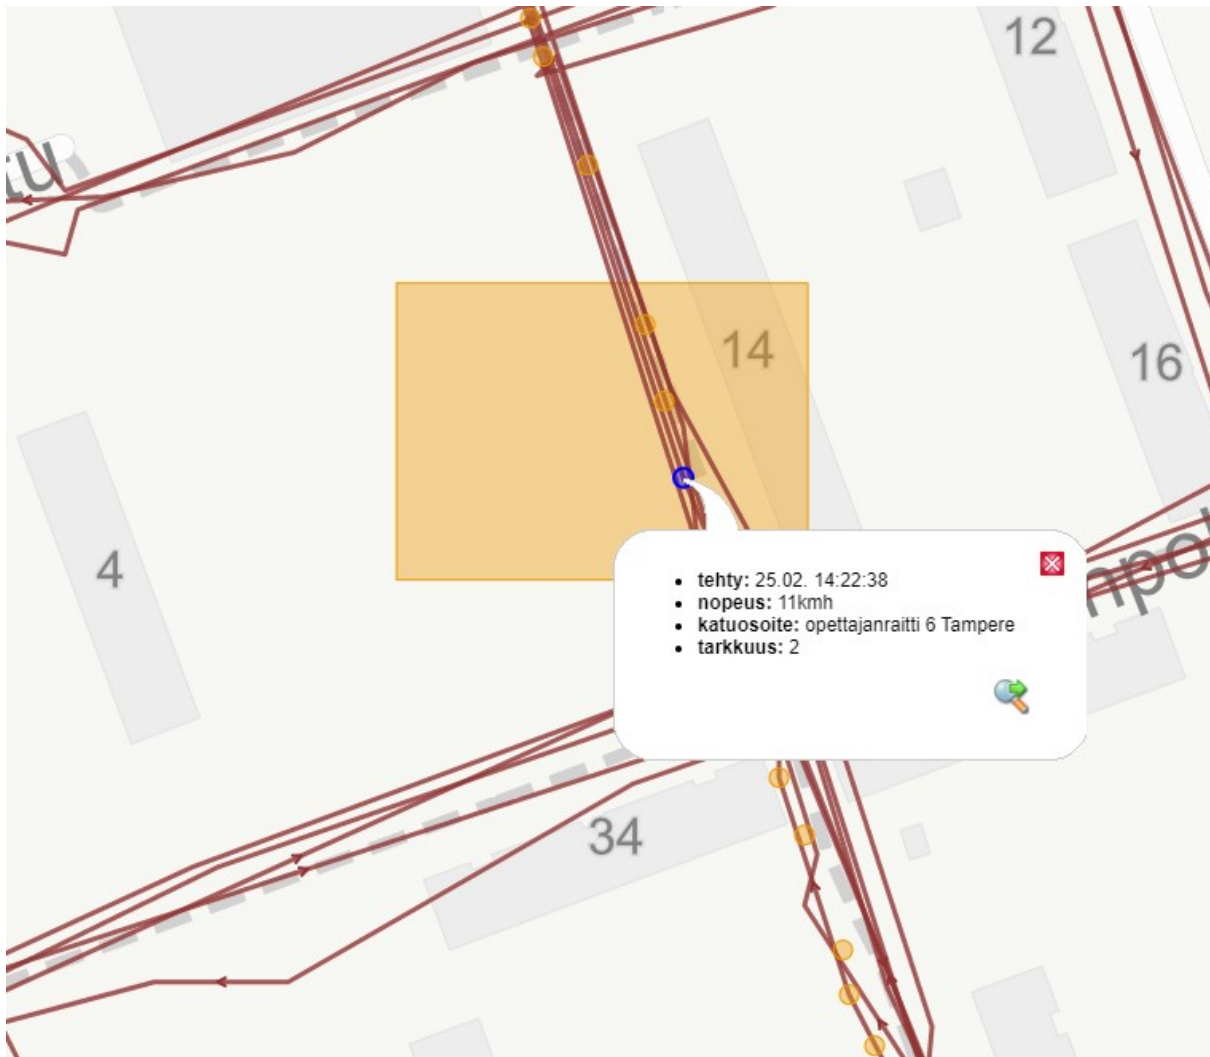 12
tu
14
16
4
npol
• tehty: 25.02. 14:22:38
• nopeus: 11kmh
• katuosoite: opettajanraitti 6 Tampere
• tarkkuus: 2
34